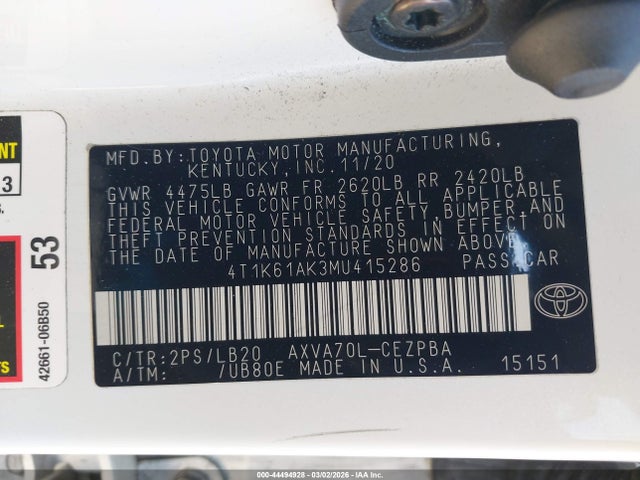 MFD.BY:TOYOTA MOTOR MANUFACTURING,
KENTUCKY, INC. 11/20
GVWR 4475LB GAWR FR 2620LB RR 2420LB
THIS VEHICLE CONFORMS TO ALL APPLICABLE
FEDERAL MOTOR VEHICLE SAFETY, BUMPER, AND
THEFT PREVENTION STANDARDS IN EFFECT ON
THE DATE OF MANUFACTURE SHOWN ABOVE.
4T1K61AK3MU415286 PASS CAR
C/TR:2PS/LB20 AXVA70L-CEZPBA
A/TM: /UB80E MADE IN U.S.A. 15151
53
42661-06B50
3
000-44494928 - 03/02/2026 - IAAI.COM